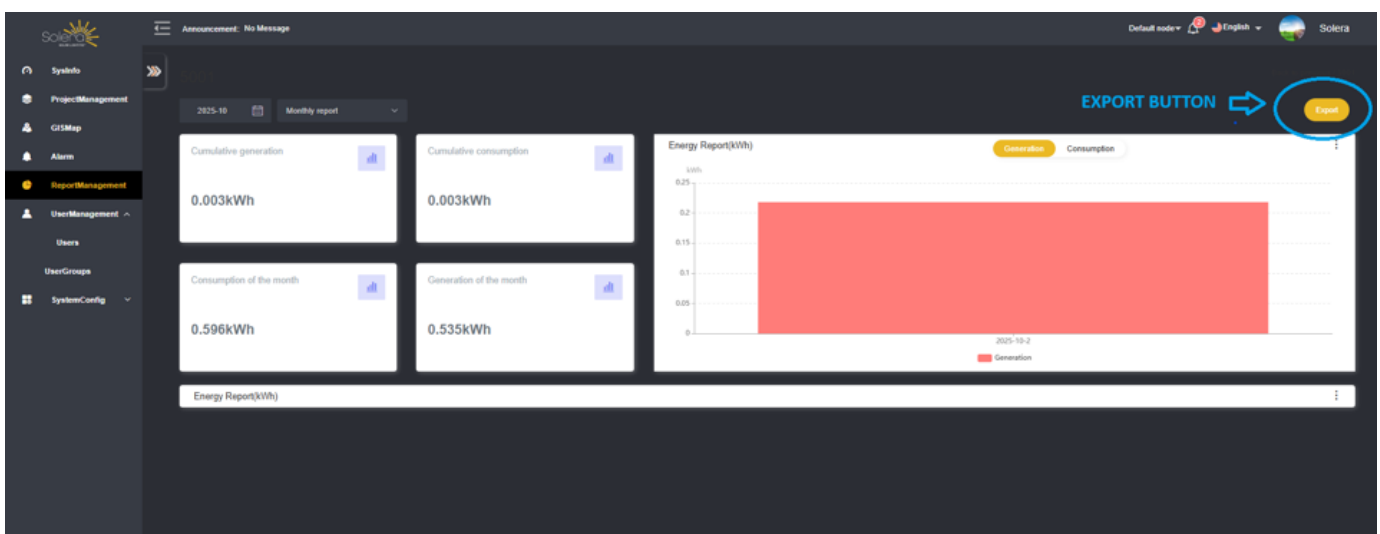 Solera
Announcement: No Message
Default node
2
English
Solera
SysInfo
ProjectManagement
GISMap
Alarm
ReportManagement
UserManagement
Users
UserGroups
SystemConfig
2025-10
Monthly report
EXPORT BUTTON
Export
Cumulative generation
0.003kWh
Cumulative consumption
0.003kWh
Consumption of the month
0.596kWh
Generation of the month
0.535kWh
Energy Report(kWh)
Generation
Consumption
kWh
0.25
0.2
0.15
0.1
0.05
0
2025-10-2
Generation
Energy Report(kWh)